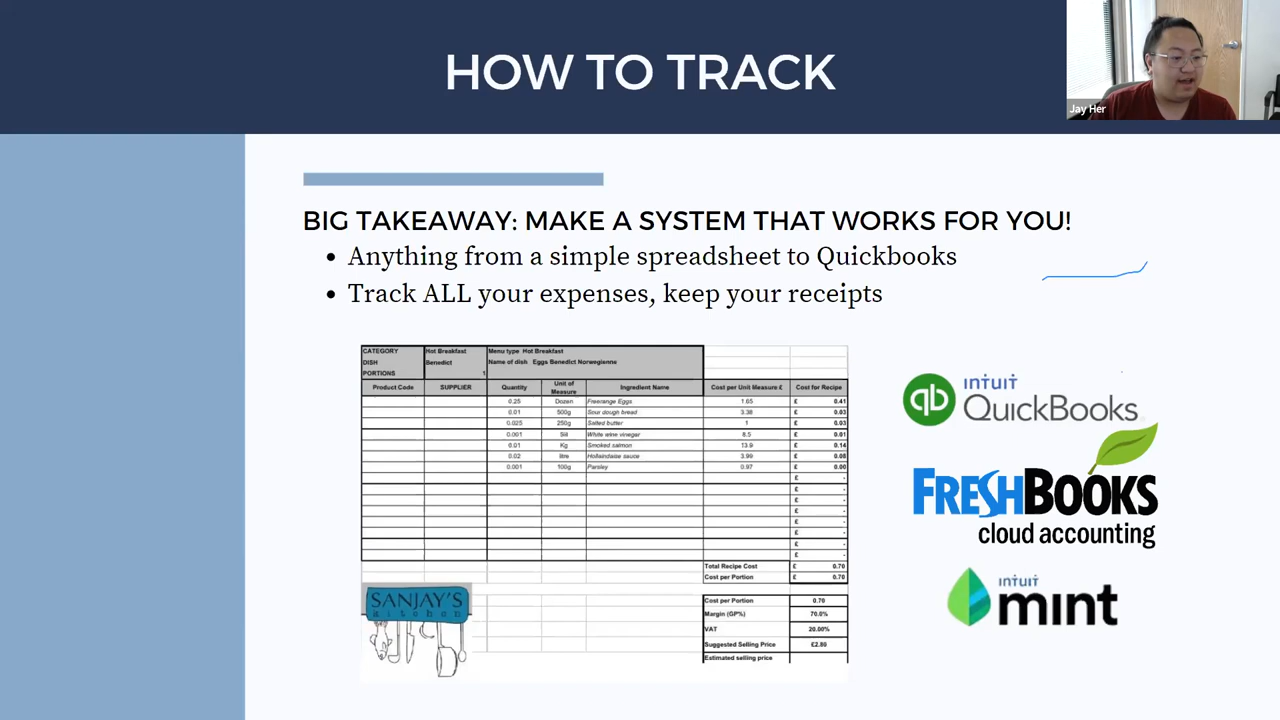 HOW TO TRACK
Jay Her
BIG TAKEAWAY: MAKE A SYSTEM THAT WORKS FOR YOU!
• Anything from a simple spreadsheet to Quickbooks
• Track ALL your expenses, keep your receipts
CATEGORY Hot Breakfast Menu type Hot Breakfast
DISH Benedict Name of dish Eggs Benedict Norwegienne
PORTIONS 1
Product Code SUPPLIER Quantity Unit of Measure Ingredient Name Cost per Unit Measure £ Cost for Recipe
0.25 Dozen Freerange Eggs 1.65 £ 0.41
0.01 500g Sour dough bread 3.38 £ 0.03
0.025 250g Salted butter 1 £ 0.03
0.001 White wine vinegar 8.5 £ 0.01
0.01 Kg Smoked salmon 13.9 £ 0.14
0.02 litre Hollandaise sauce 3.99 £ 0.08
0.001 100g Parsley 0.97 £ 0.00
£ -
£ -
£ -
£ -
£ -
£ -
£ -
£ -
Total Recipe Cost £ 0.70
Cost per Portion £ 0.70
Cost per Portion 0.70
Margin (GP%) 70.0%
VAT 20.00%
Suggested Selling Price £2.80
Estimated selling price
SANJAY'S
kitchen
intuit
qb QuickBooks
FRESHBOOKS
cloud accounting
intuit
mint